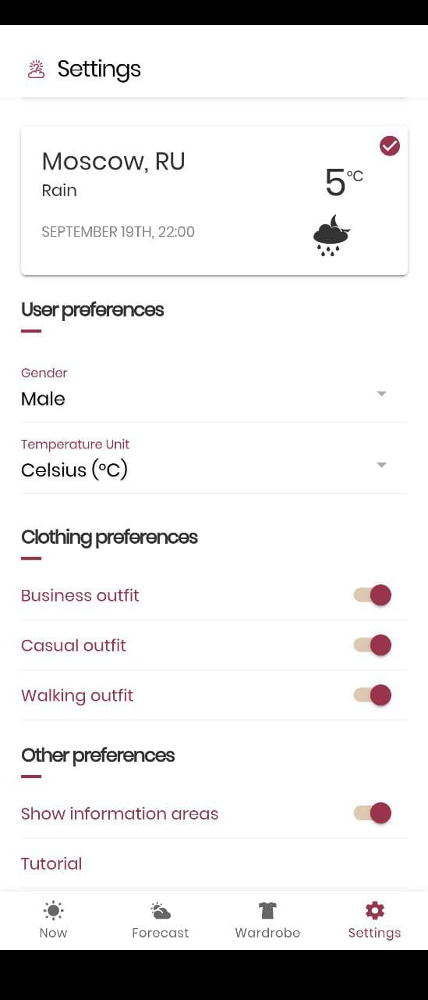 Settings
Moscow, RU
Rain
5°C
SEPTEMBER 19TH, 22:00
User preferences
Gender
Male
Temperature Unit
Celsius (°C)
Clothing preferences
Business outfit
Casual outfit
Walking outfit
Other preferences
Show information areas
Tutorial
Now Forecast Wardrobe Settings